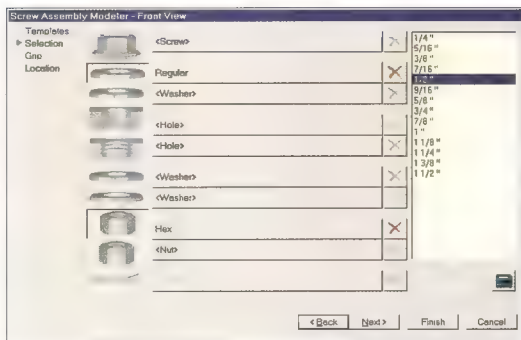 Screw Assembly Modeler - Front View
Templates
Selection
Grip
Location
<Screw>
Regular
<Washer>
<Hole>
<Hole>
<Washer>
<Washer>
Hex
<Nut>
1/4 "
5/16 "
3/8 "
7/16 "
1/2 "
9/16 "
5/8 "
3/4 "
7/8 "
1 "
1 1/8 "
1 1/4 "
1 3/8 "
1 1/2 "
< Back
Next >
Finish
Cancel